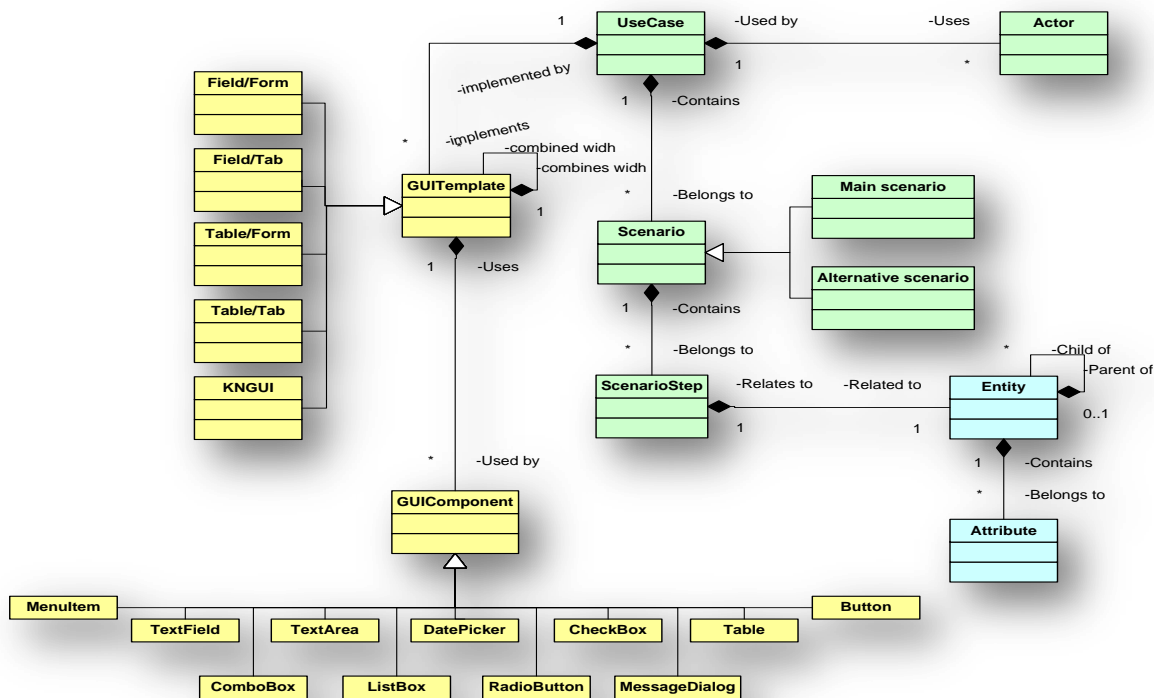 1
UseCase
-Used by
-Uses
Actor
1
*
Field/Form
-implemented by
1
-Contains
*
-implements
*
-combined widh
-combines widh
Field/Tab
GUITemplate
1
Main scenario
*
-Belongs to
Table/Form
Scenario
1
-Uses
Alternative scenario
Table/Tab
1
-Contains
*
-Belongs to
*
-Child of
-Parent of
KNGUI
ScenarioStep
-Relates to
-Related to
Entity
1
1
0..1
*
-Used by
1
-Contains
GUIComponent
*
-Belongs to
Attribute
MenuItem
Button
TextField
TextArea
DatePicker
CheckBox
Table
ComboBox
ListBox
RadioButton
MessageDialog